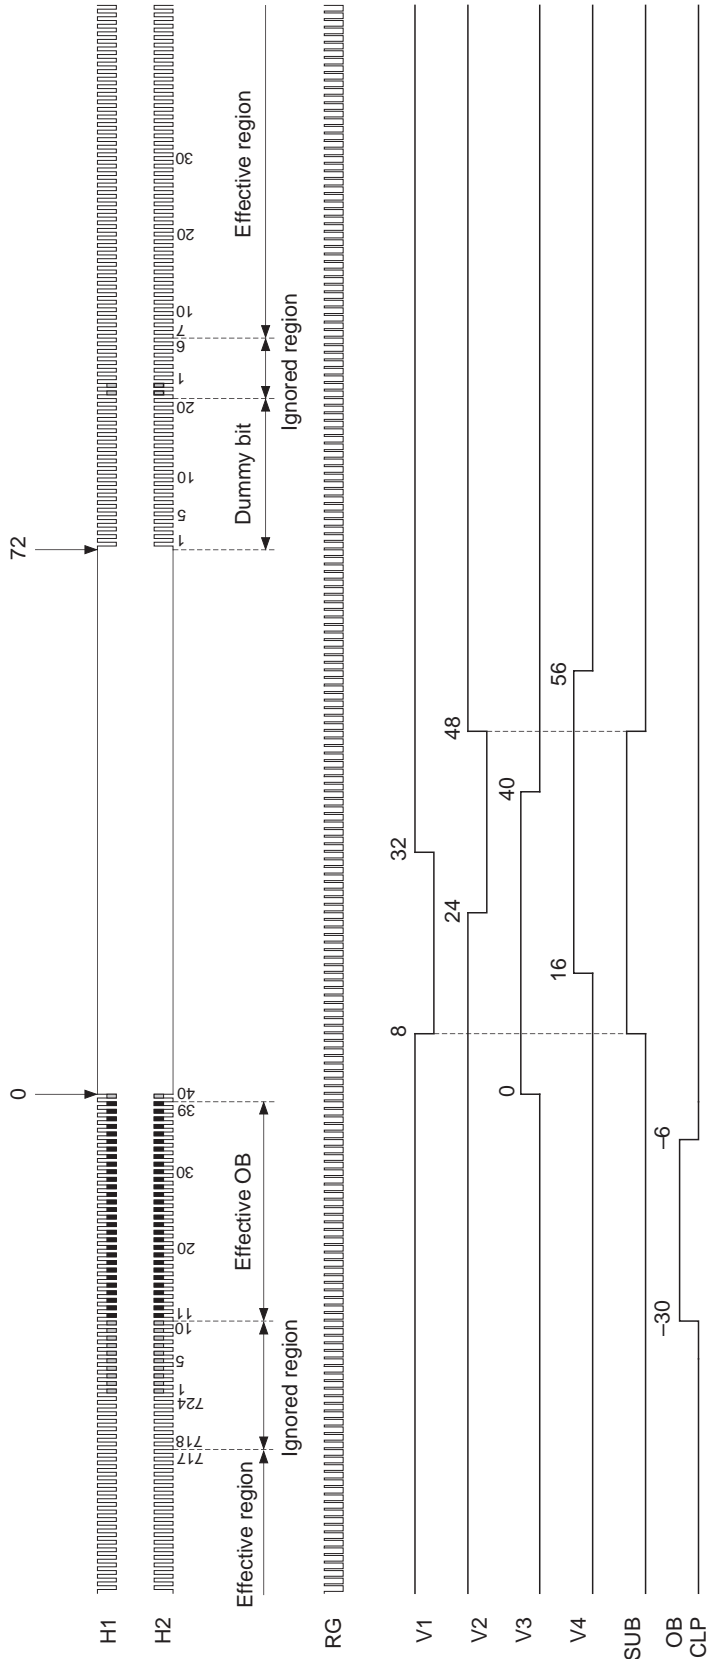 0
72
H1
H2
717
718
724
1
5
10
11
20
30
39
40
1
5
10
20
1
6
7
10
20
30
Effective region
Ignored region
Effective OB
Dummy bit
Ignored region
Effective region
RG
V1
8
32
V2
24
48
V3
0
40
V4
16
56
SUB
OB
CLP
–30
–6